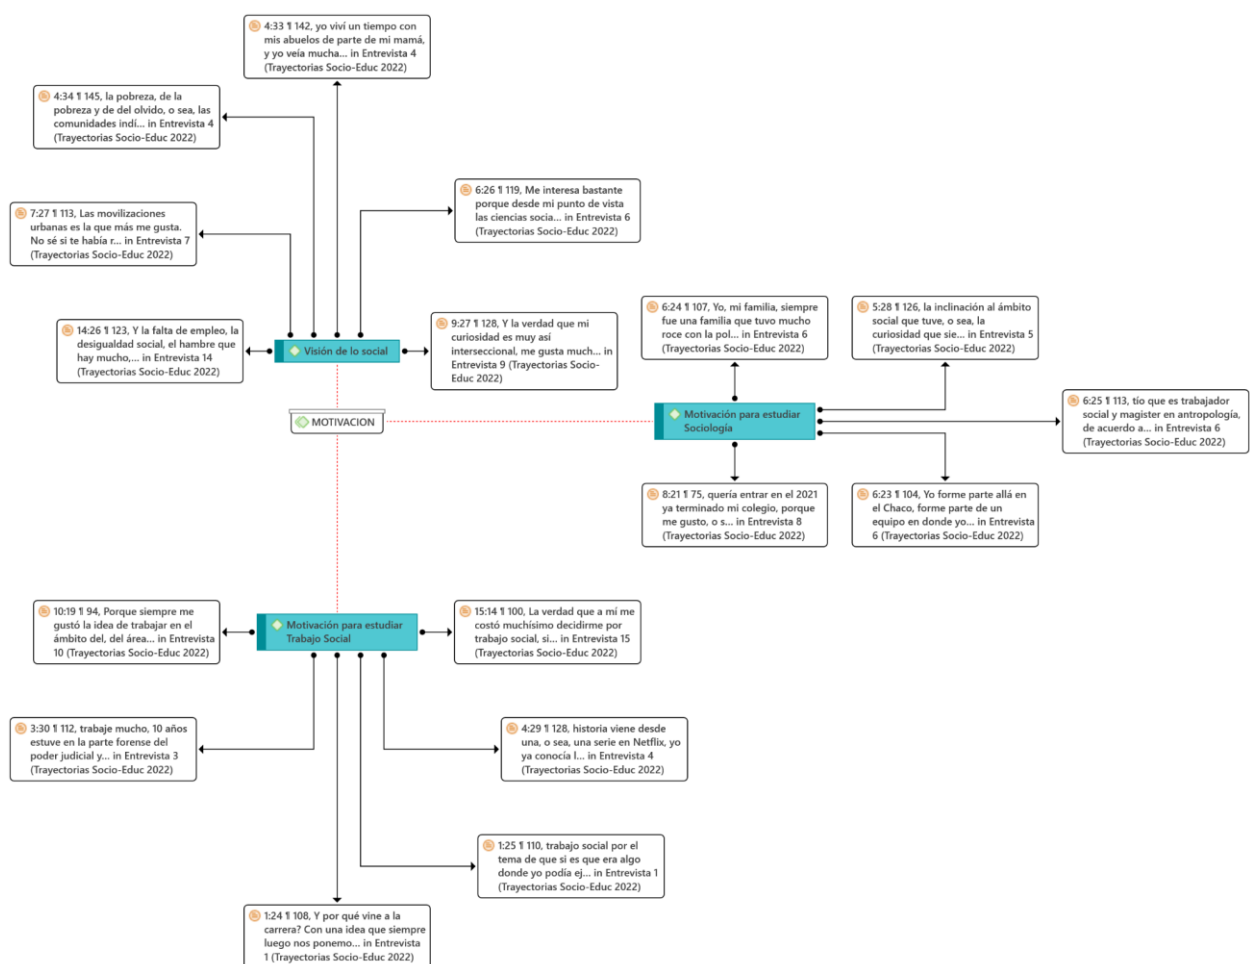 4:33 ¶ 142, yo viví un tiempo con
mis abuelos de parte de mi mamá,
y yo veía mucha... in Entrevista 4
(Trayectorias Socio-Educ 2022)
4:34 ¶ 145, la pobreza, de la
pobreza y de del olvido, o sea, las
comunidades indí... in Entrevista 4
(Trayectorias Socio-Educ 2022)
6:26 ¶ 119, Me interesa bastante
porque desde mi punto de vista
las ciencias socia... in Entrevista 6
(Trayectorias Socio-Educ 2022)
7:27 ¶ 113, Las movilizaciones
urbanas es la que más me gusta.
No sé si te había r... in Entrevista 7
(Trayectorias Socio-Educ 2022)
14:26 ¶ 123, Y la falta de empleo, la
desigualdad social, el hambre que
hay mucho,... in Entrevista 14
(Trayectorias Socio-Educ 2022)
Visión de lo social
9:27 ¶ 128, Y la verdad que mi
curiosidad es muy así
interseccional, me gusta much... in
Entrevista 9 (Trayectorias Socio-
Educ 2022)
6:24 ¶ 107, Yo, mi familia, siempre
fue una familia que tuvo mucho
roce con la pol... in Entrevista 6
(Trayectorias Socio-Educ 2022)
5:28 ¶ 126, la inclinación al ámbito
social que tuve, o sea, la
curiosidad que sie... in Entrevista 5
(Trayectorias Socio-Educ 2022)
MOTIVACION
Motivación para estudiar
Sociología
6:25 ¶ 113, tío que es trabajador
social y magister en antropología,
de acuerdo a... in Entrevista 6
(Trayectorias Socio-Educ 2022)
8:21 ¶ 75, quería entrar en el 2021
ya terminado mi colegio, porque
me gusto, o s... in Entrevista 8
(Trayectorias Socio-Educ 2022)
6:23 ¶ 104, Yo forme parte allá en
el Chaco, forme parte de un
equipo en donde yo... in Entrevista
6 (Trayectorias Socio-Educ 2022)
10:19 ¶ 94, Porque siempre me
gustó la idea de trabajar en el
ámbito del, del área... in Entrevista
10 (Trayectorias Socio-Educ 2022)
Motivación para estudiar
Trabajo Social
15:14 ¶ 100, La verdad que a mí me
costó muchísimo decidirme por
trabajo social, si... in Entrevista 15
(Trayectorias Socio-Educ 2022)
3:30 ¶ 112, trabaje mucho, 10 años
estuve en la parte forense del
poder judicial y... in Entrevista 3
(Trayectorias Socio-Educ 2022)
4:29 ¶ 128, historia viene desde
una, o sea, una serie en Netflix, yo
ya conocía l... in Entrevista 4
(Trayectorias Socio-Educ 2022)
1:25 ¶ 110, trabajo social por el
tema de que si es que era algo
donde yo podía ej... in Entrevista 1
(Trayectorias Socio-Educ 2022)
1:24 ¶ 108, Y por qué vine a la
carrera? Con una idea que siempre
luego nos ponemo... in Entrevista
1 (Trayectorias Socio-Educ 2022)